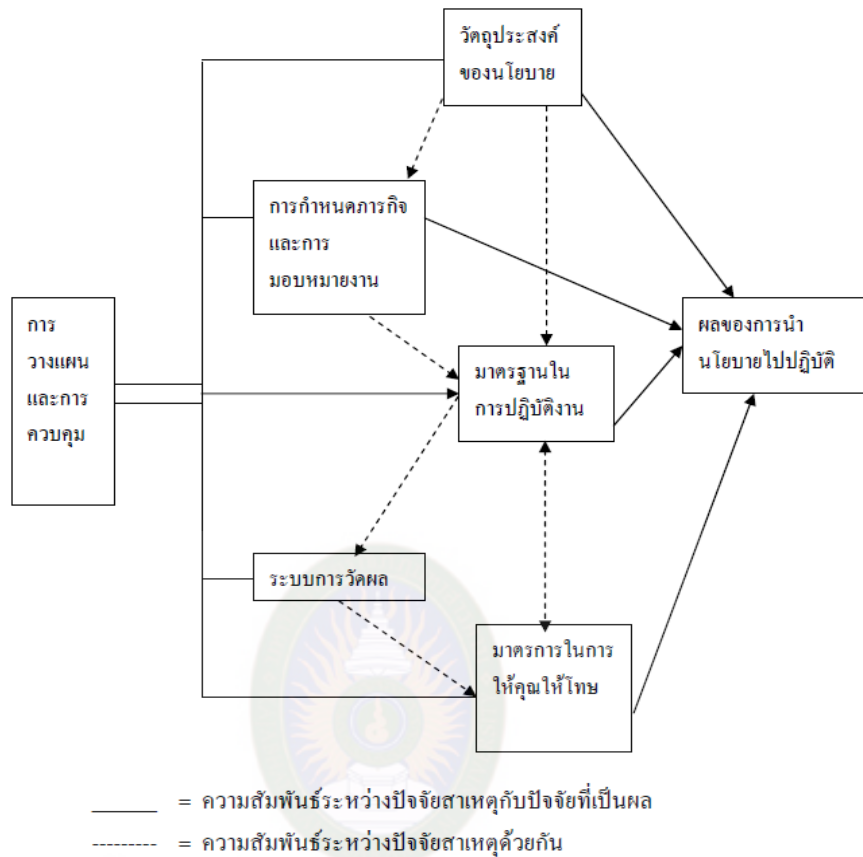 วัตถุประสงค์
ของนโยบาย
การกำหนดภารกิจ
และการ
มอบหมายงาน
การ
วางแผน
และการ
ควบคุม
ผลของการนำ
นโยบายไปปฏิบัติ
มาตรฐานใน
การปฏิบัติงาน
ระบบการวัดผล
มาตรการในการ
ให้คุณให้โทษ
= ความสัมพันธ์ระหว่างปัจจัยสาเหตุกับปัจจัยที่เป็นผล
= ความสัมพันธ์ระหว่างปัจจัยสาเหตุด้วยกัน